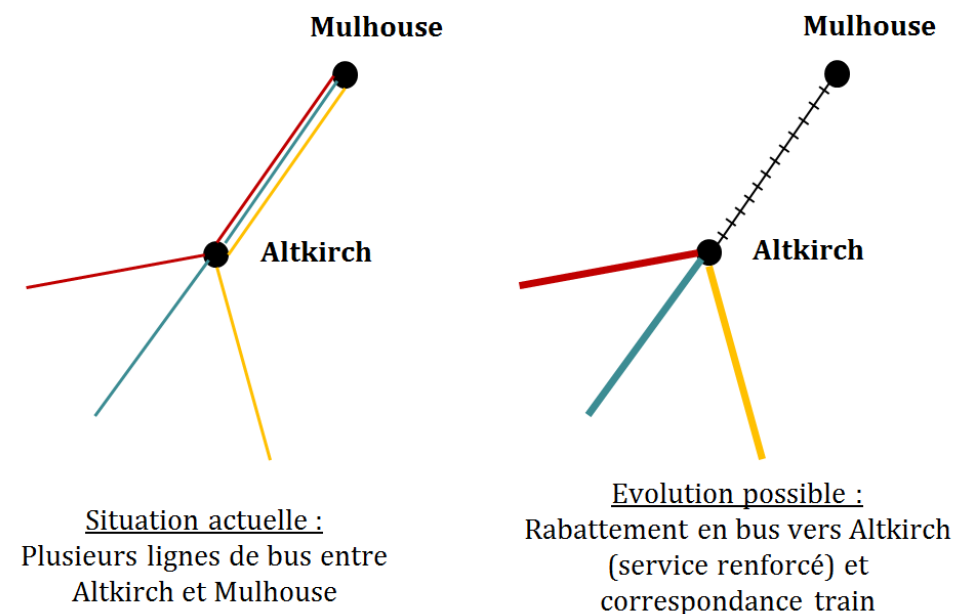 Mulhouse
Altkirch
Situation actuelle :
Plusieurs lignes de bus entre
Altkirch et Mulhouse
Mulhouse
Altkirch
Evolution possible :
Rabattement en bus vers Altkirch
(service renforcé) et
correspondance train